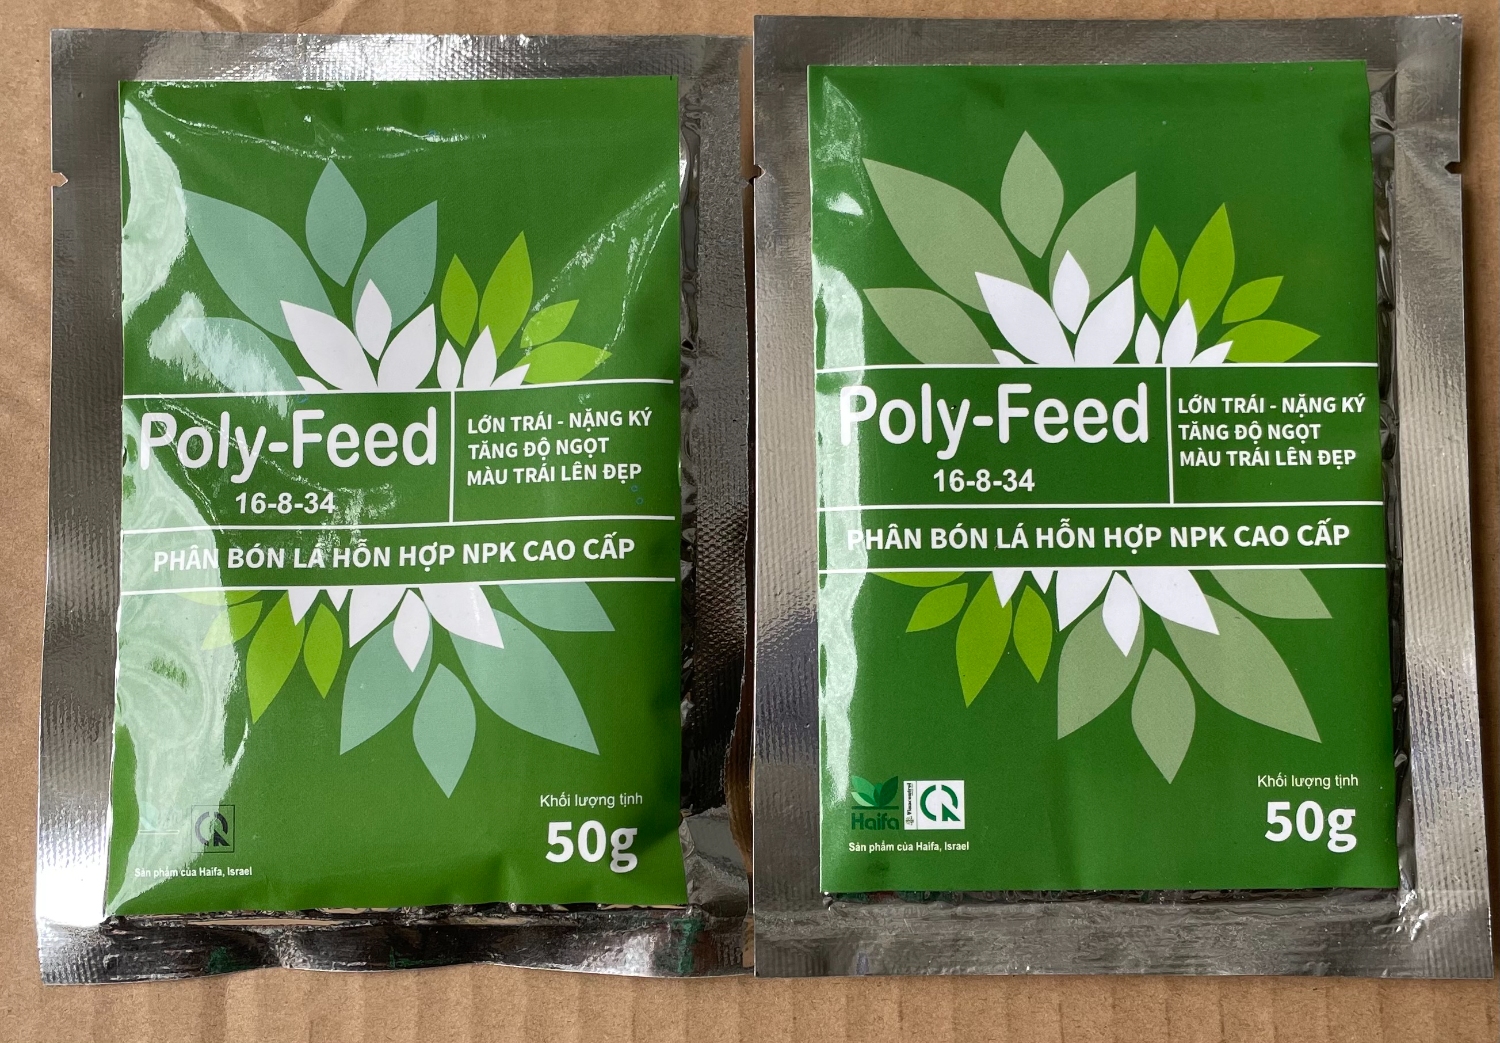 Poly-Feed
16-8-34
LỚN TRÁI - NẶNG KÝ
TĂNG ĐỘ NGỌT
MÀU TRÁI LÊN ĐẸP
PHÂN BÓN LÁ HỖN HỢP NPK CAO CẤP
Khối lượng tịnh
50g
Sản phẩm của Haifa, Israel
Poly-Feed
16-8-34
LỚN TRÁI - NẶNG KÝ
TĂNG ĐỘ NGỌT
MÀU TRÁI LÊN ĐẸP
PHÂN BÓN LÁ HỖN HỢP NPK CAO CẤP
Khối lượng tịnh
50g
Haifa
Sản phẩm của Haifa, Israel